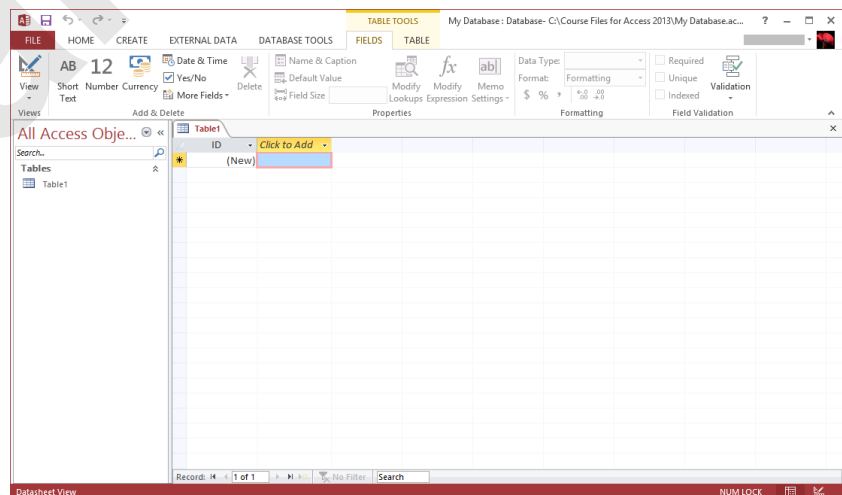 TABLE TOOLS My Database : Database- C:\Course Files for Access 2013\My Database.ac... ?
FILE HOME CREATE EXTERNAL DATA DATABASE TOOLS FIELDS TABLE
View
AB Short Text
12 Number
Currency
Date & Time
Yes/No
More Fields
Delete
Name & Caption
Default Value
Field Size
Modify Lookups
fx Modify Expression
ab| Memo Settings
Data Type:
Format: Formatting
$ % , €.0 .00 .00 →.0
Required
Unique
Indexed
Validation
Views Add & Delete Properties Formatting Field Validation
All Access Obje... «
Search..
Tables
Table1
Table1
ID Click to Add
(New)
Record: 1 of 1 No Filter Search
Datasheet View NUM LOCK